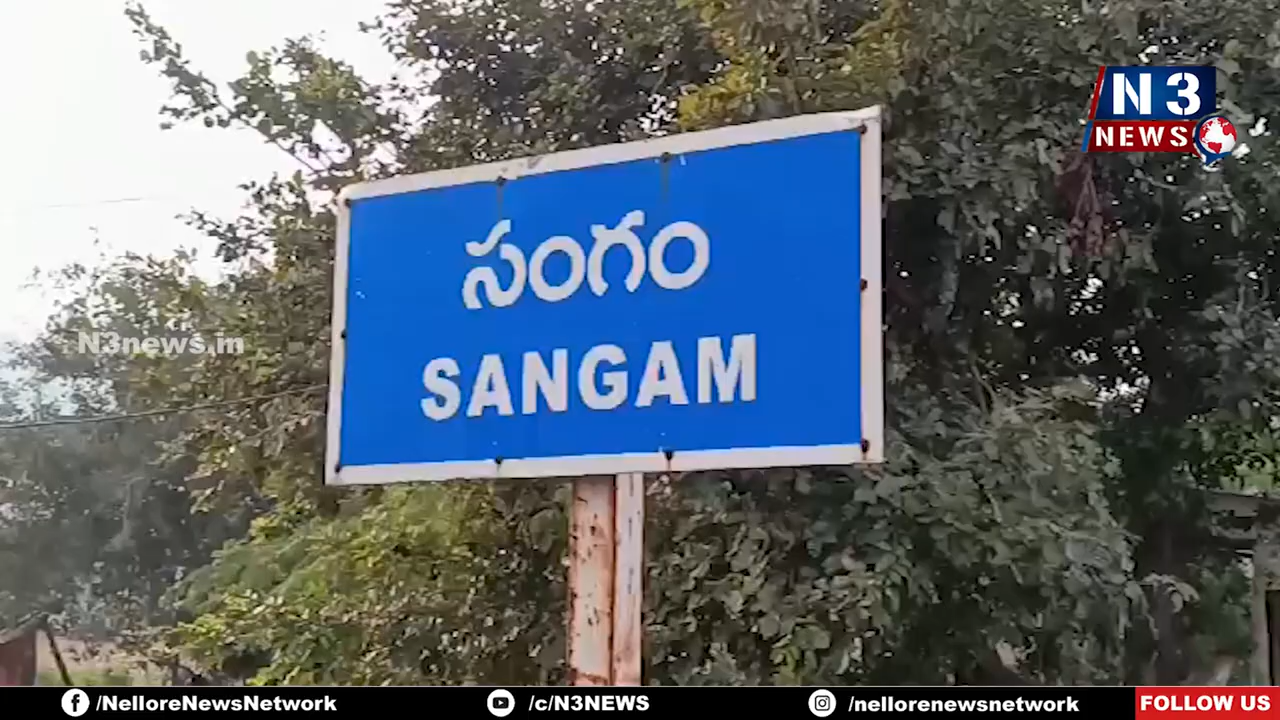 N3
NEWS
సంగం
SANGAM
N3news.in
/NelloreNewsNetwork
/c/N3NEWS
/nellorenewsnetwork
FOLLOW US